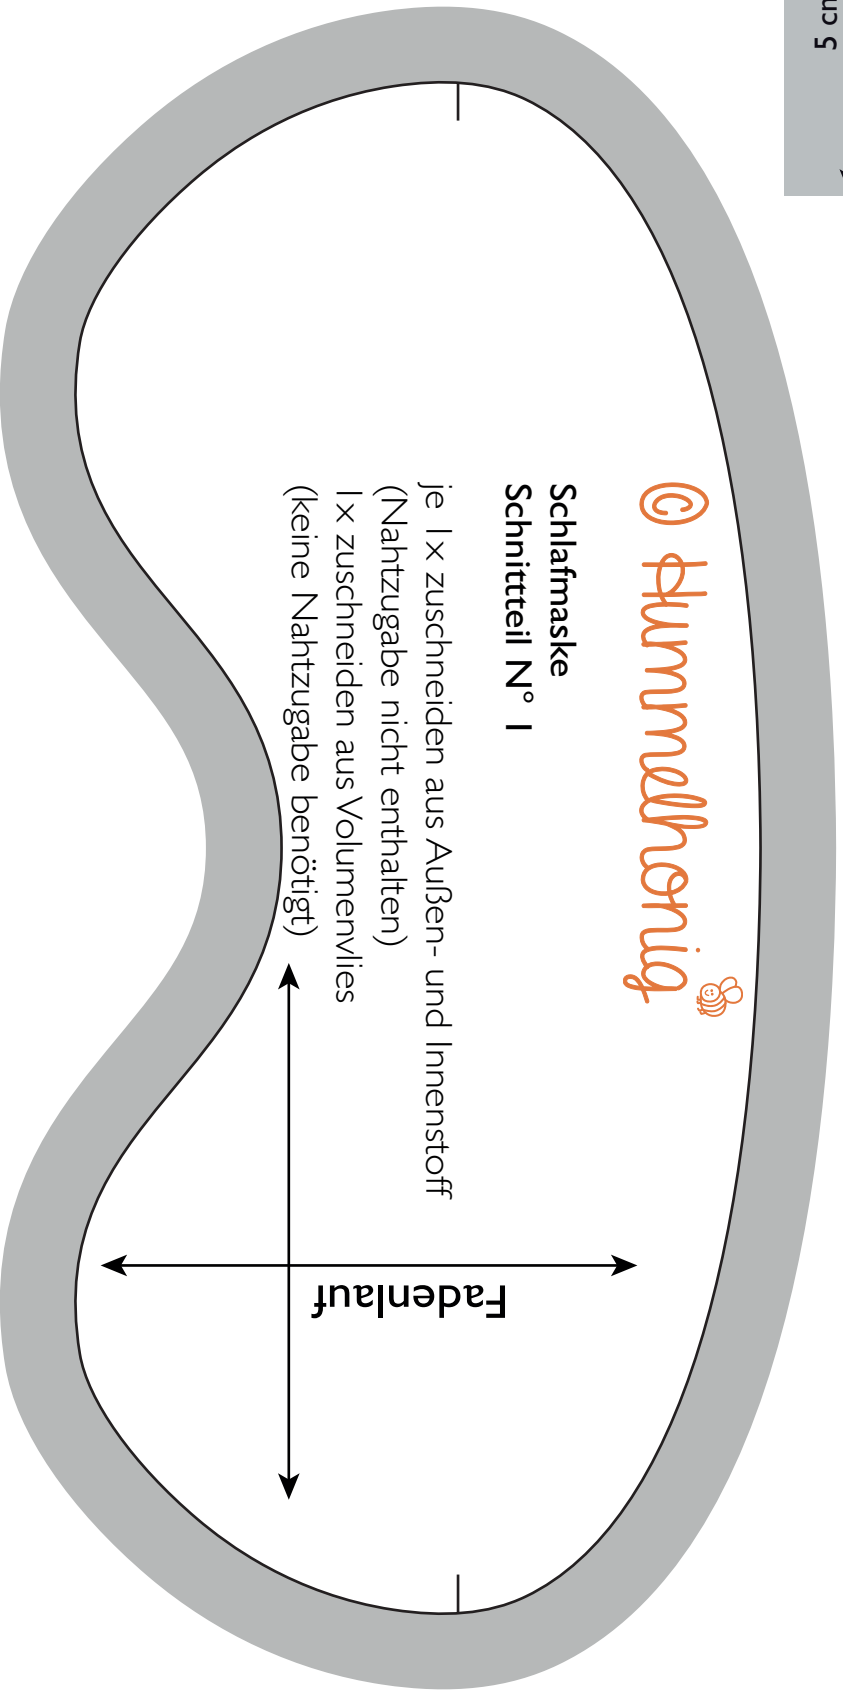 5 cm
© Hummelhonig
Schlafmaske
Schnittteil N° 1
je 1x zuschneiden aus Außen- und Innenstoff
(Nahtzugabe nicht enthalten)
1x zuschneiden aus Volumenvlies
(keine Nahtzugabe benötigt)
Fadenlauf